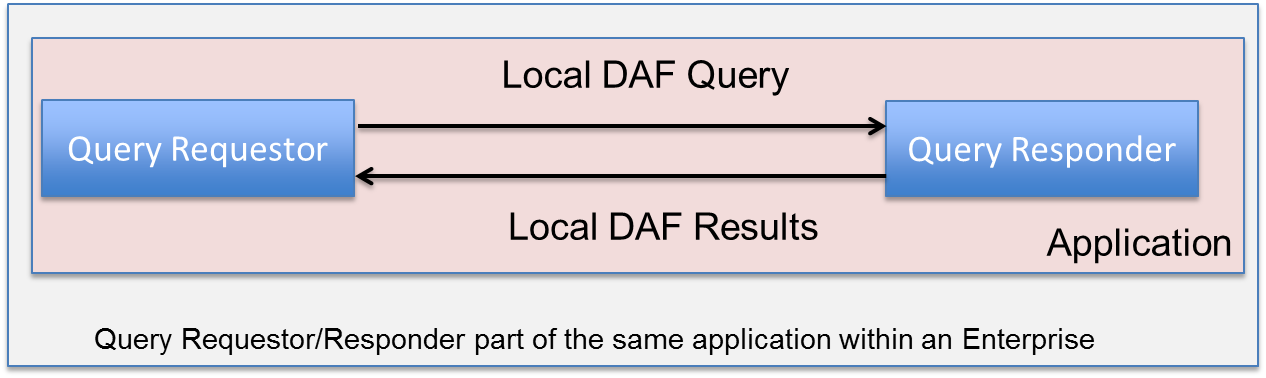 Local DAF Query
Query Requestor
Query Responder
Local DAF Results
Application
Query Requestor/Responder part of the same application within an Enterprise